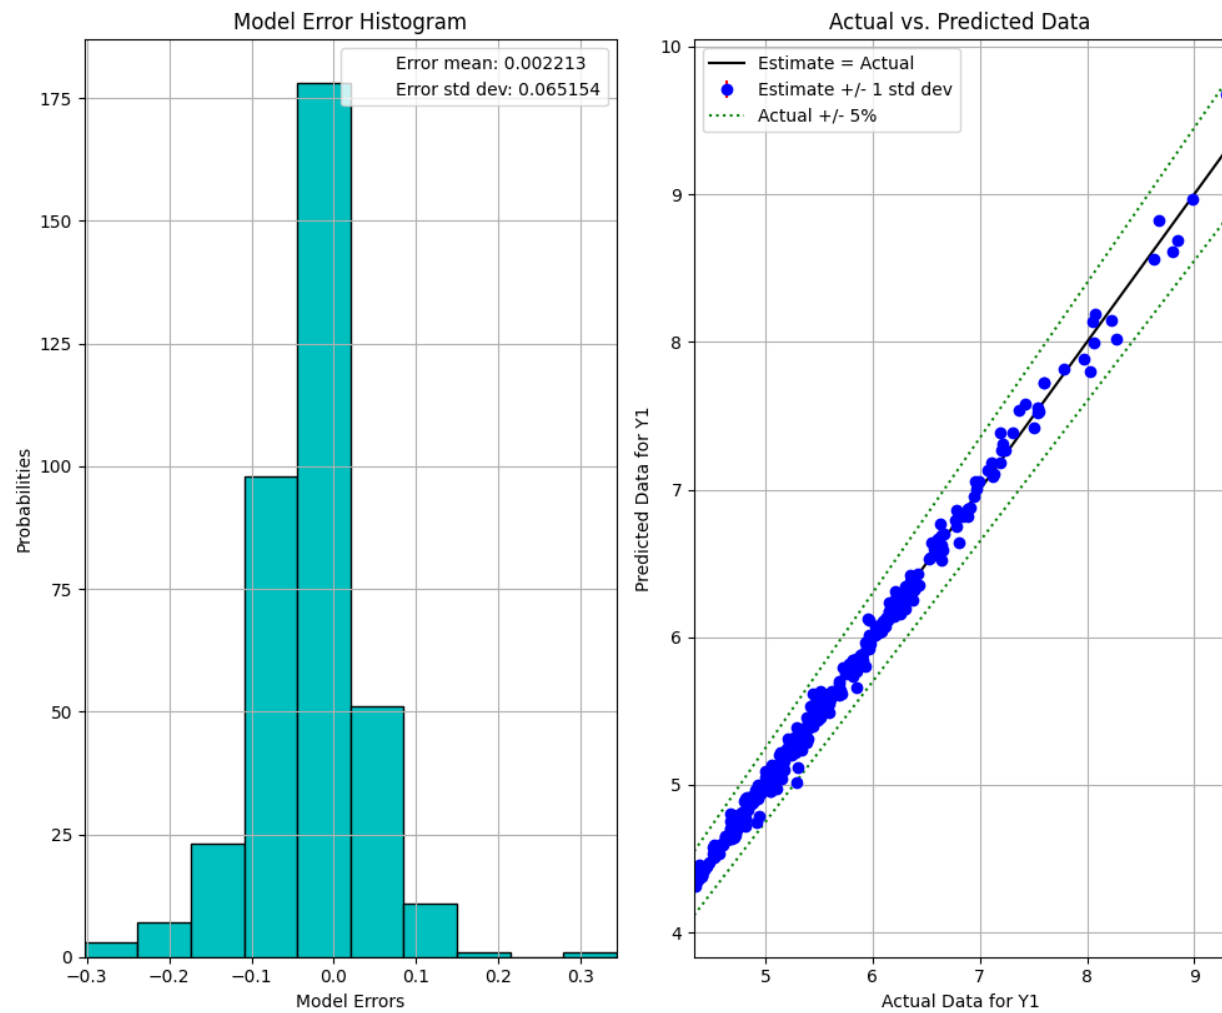 Model Error Histogram
Error mean: 0.002213
Error std dev: 0.065154
175
150
125
100
75
50
25
0
−0.3 −0.2 −0.1 0.0 0.1 0.2 0.3
Model Errors
Probabilities
Actual vs. Predicted Data
Estimate = Actual
Estimate +/- 1 std dev
Actual +/- 5%
10
9
8
7
6
5
4
5 6 7 8 9
Actual Data for Y1
Predicted Data for Y1